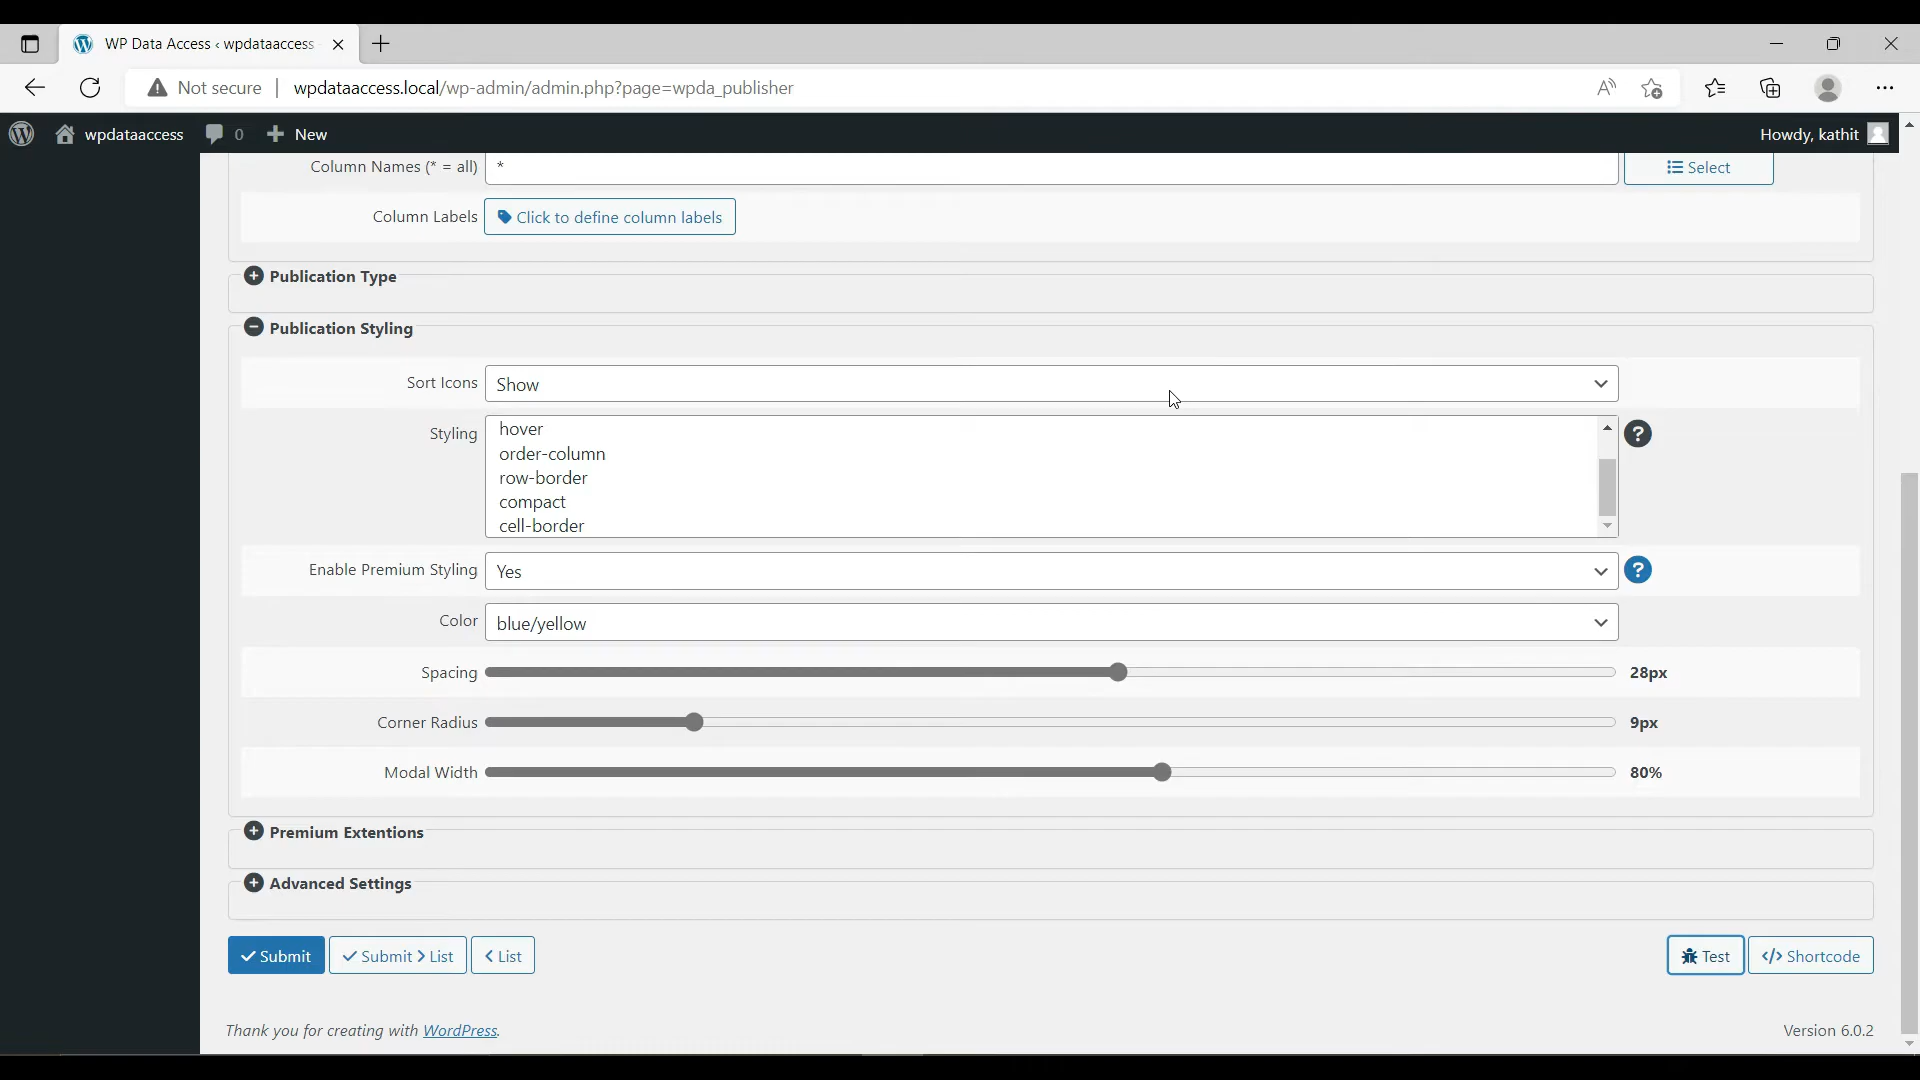 WP Data Access ‹ wpdataaccess
Not secure | wpdataaccess.local/wp-admin/admin.php?page=wpda_publisher
wpdataaccess 0 New Howdy, kathit
Column Names (* = all) * Select
Column Labels Click to define column labels
Publication Type
Publication Styling
Sort Icons Show
Styling hover
order-column
row-border
compact
cell-border
Enable Premium Styling Yes
Color blue/yellow
Spacing 28px
Corner Radius 9px
Modal Width 80%
Premium Extentions
Advanced Settings
Submit Submit > List < List Test </> Shortcode
Thank you for creating with WordPress. Version 6.0.2